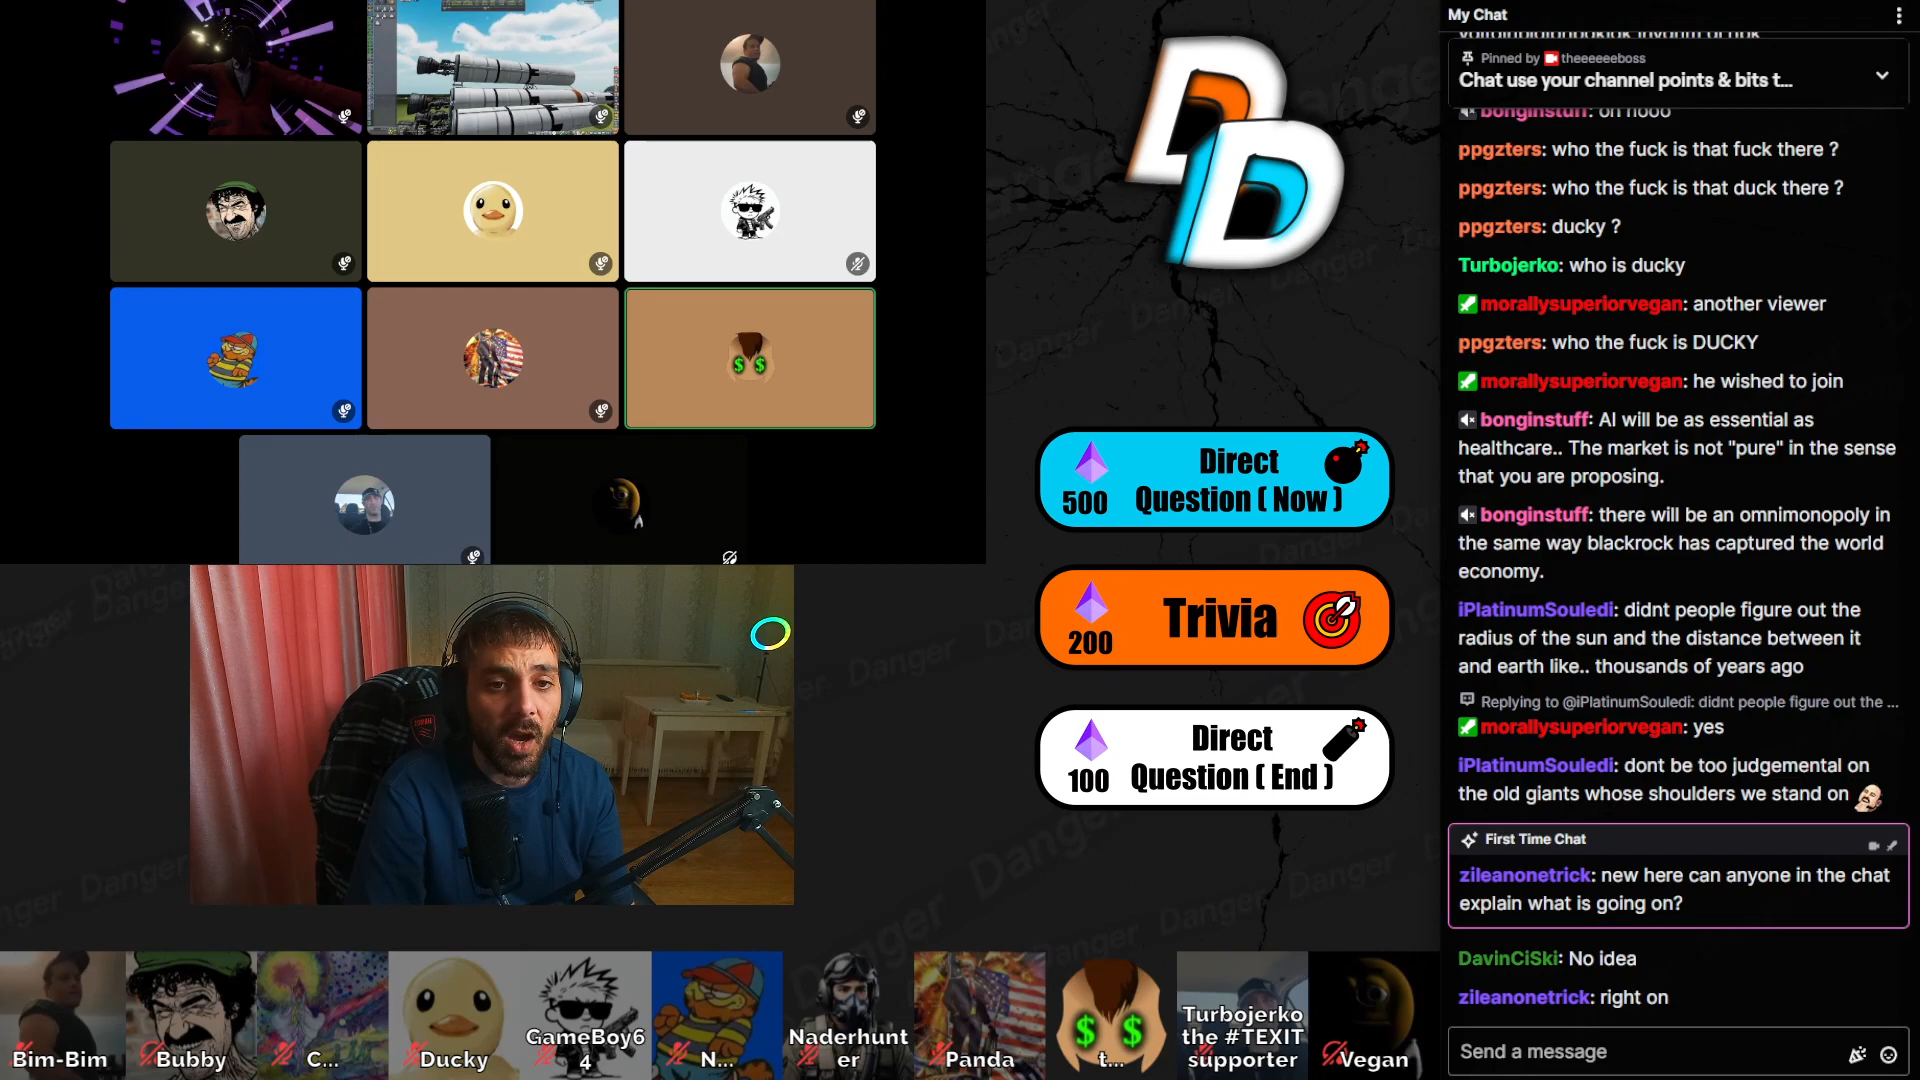 My Chat
Pinned by theeeeeboss
Chat use your channel points & bits t...
bonginstuff: oh nooo
ppgzters: who the fuck is that fuck there ?
ppgzters: who the fuck is that duck there ?
ppgzters: ducky ?
Turbojerko: who is ducky
morallysuperiorvegan: another viewer
ppgzters: who the fuck is DUCKY
morallysuperiorvegan: he wished to join
bonginstuff: AI will be as essential as
healthcare.. The market is not "pure" in the sense
that you are proposing.
bonginstuff: there will be an omnimonopoly in
the same way blackrock has captured the world
economy.
iPlatinumSouledi: didnt people figure out the
radius of the sun and the distance between it
and earth like.. thousands of years ago
Replying to @iPlatinumSouledi: didnt people figure out the ...
morallysuperiorvegan: yes
iPlatinumSouledi: dont be too judgemental on
the old giants whose shoulders we stand on
First Time Chat
zileanonetrick: new here can anyone in the chat
explain what is going on?
DavinCiSki: No idea
zileanonetrick: right on
Send a message
DD
500
Direct
Question ( Now )
200
Trivia
100
Direct
Question ( End )
Danger
Bim-Bim
Bubby
C...
Ducky
GameBoy6
4
N...
Naderhunt
er
Panda
t...
Turbojerko
the #TEXIT
supporter
Vegan